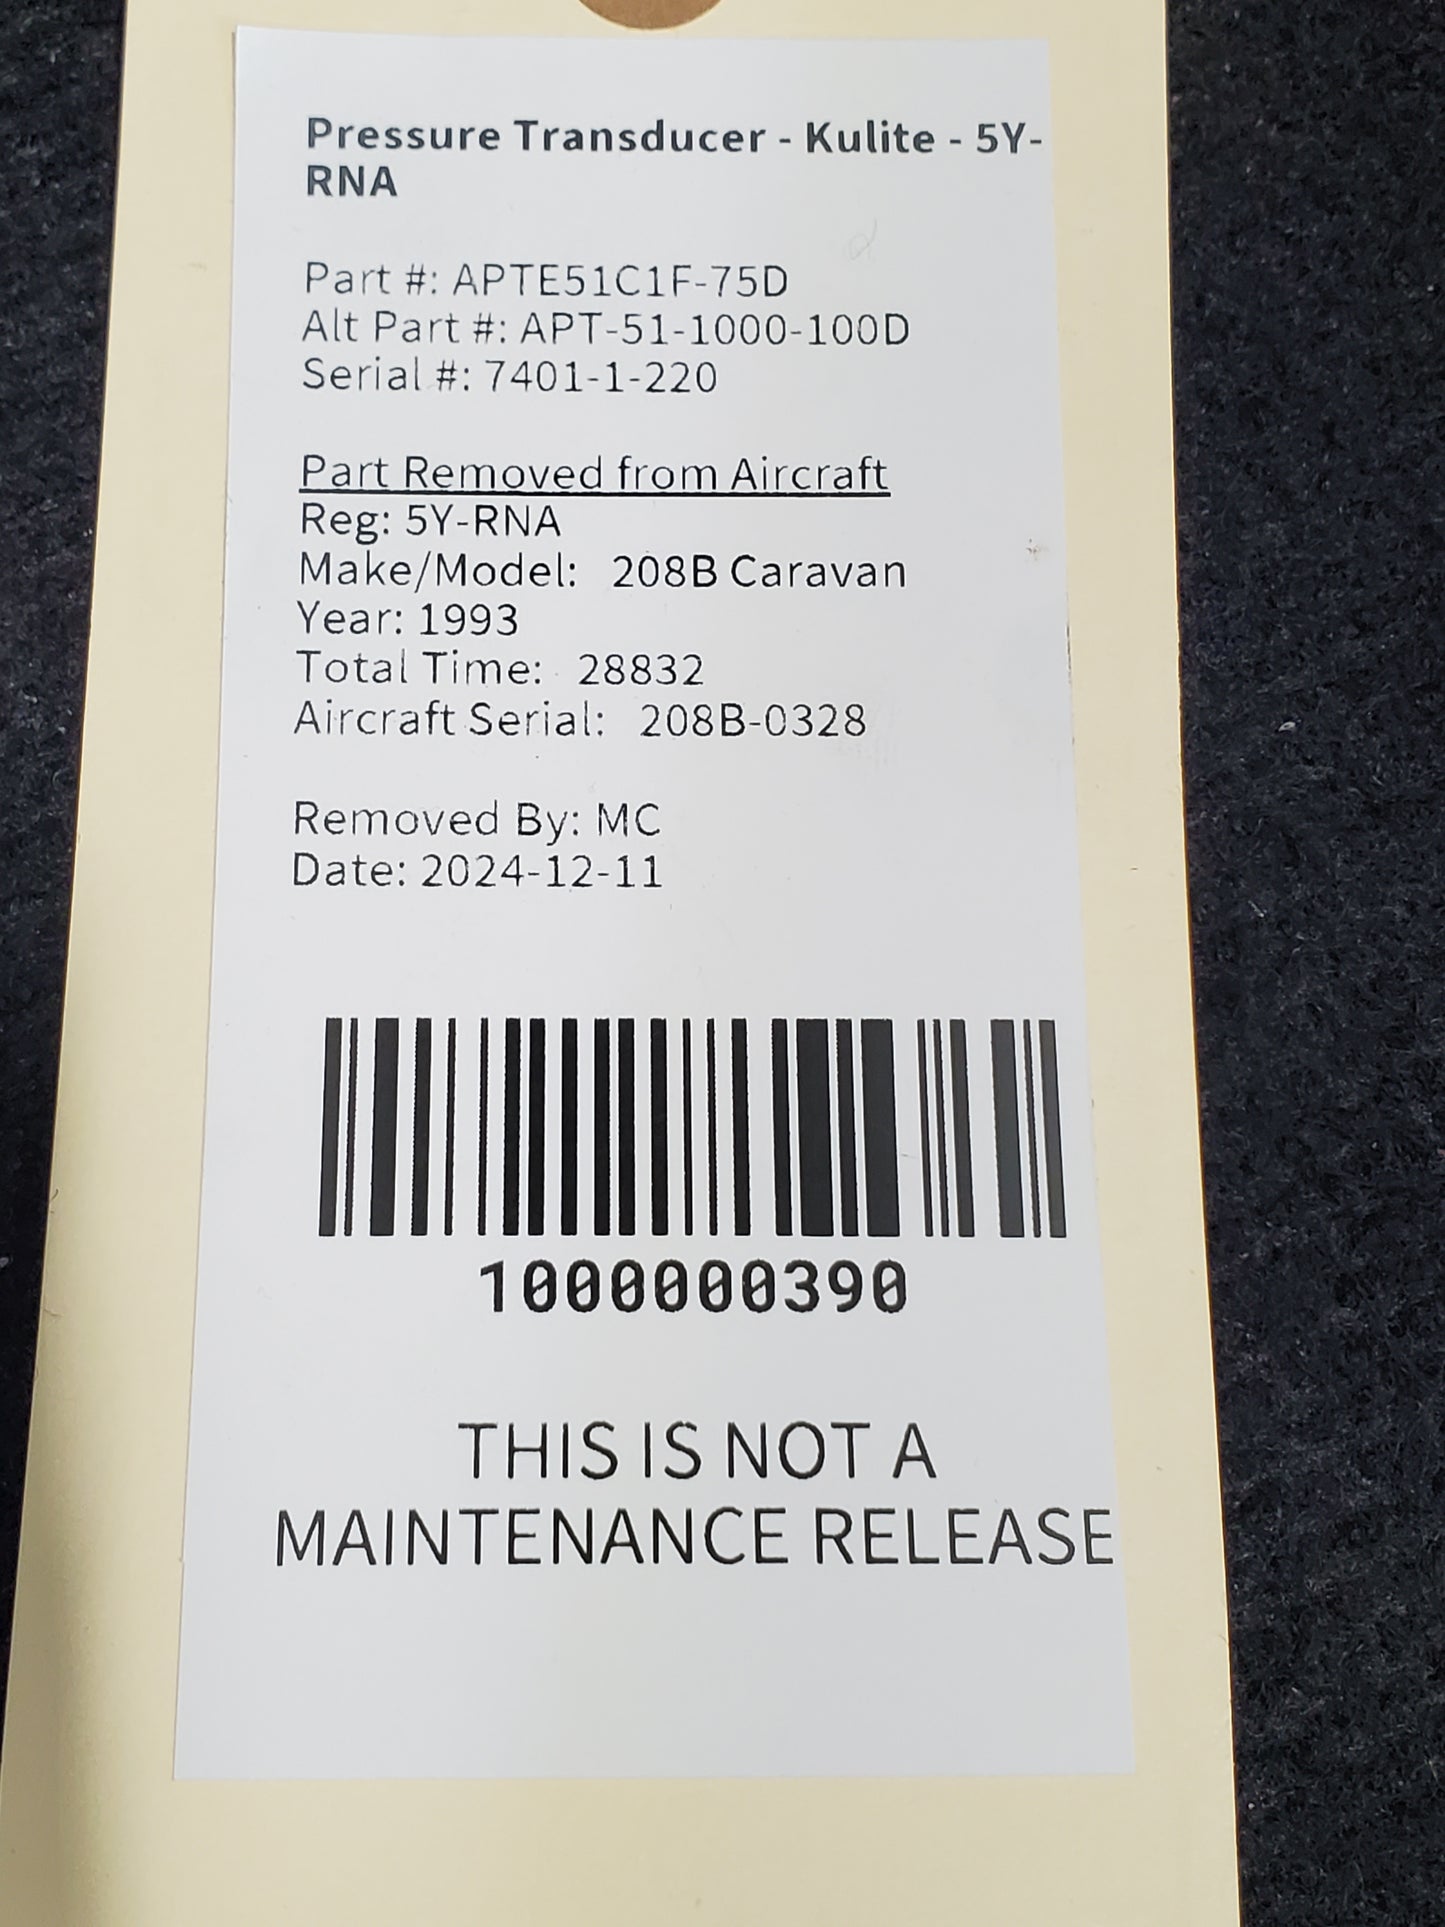 Pressure Transducer - Kulite - 5Y-
RNA
Part #: APTE51C1F-75D
Alt Part #: APT-51-1000-100D
Serial #: 7401-1-220
Part Removed from Aircraft
Reg: 5Y-RNA
Make/Model: 208B Caravan
Year: 1993
Total Time: 28832
Aircraft Serial: 208B-0328
Removed By: MC
Date: 2024-12-11
1000000390
THIS IS NOT A
MAINTENANCE RELEASE